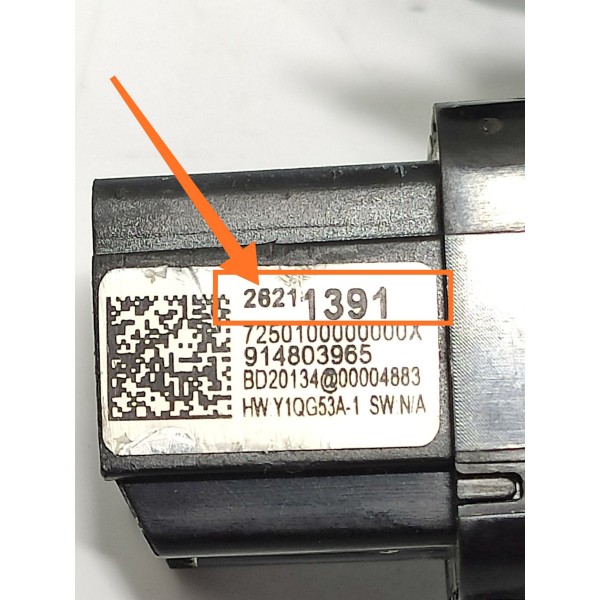 26211391
7250100000000X
914803965
BD20134@00004883
HW Y1QG53A-1 SW N/A